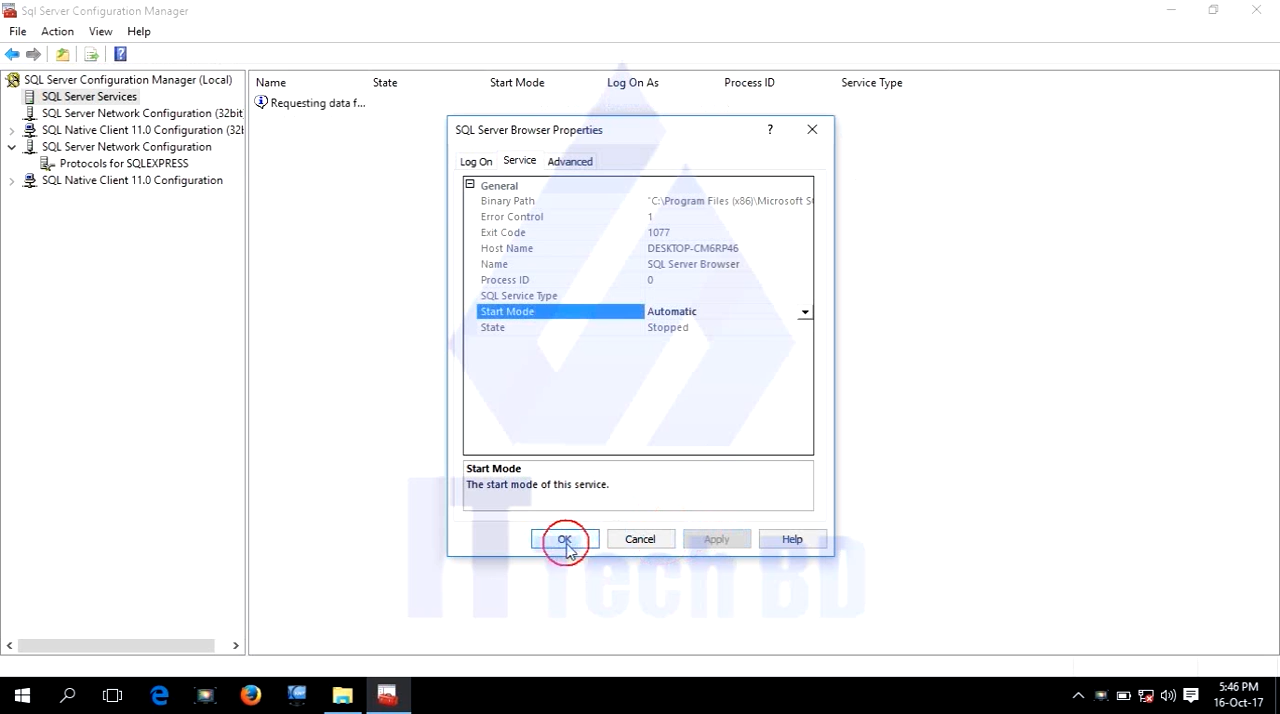 Sql Server Configuration Manager
File Action View Help
SQL Server Configuration Manager (Local)
SQL Server Services
SQL Server Network Configuration (32bit
SQL Native Client 11.0 Configuration (32l
SQL Server Network Configuration
Protocols for SQLEXPRESS
SQL Native Client 11.0 Configuration
Name State Start Mode Log On As Process ID Service Type
Requesting data f...
SQL Server Browser Properties
Log On Service Advanced
General
Binary Path "C:\Program Files (x86)\Microsoft S
Error Control 1
Exit Code 1077
Host Name DESKTOP-CM6RP46
Name SQL Server Browser
Process ID 0
SQL Service Type
Start Mode Automatic
State Stopped
Start Mode
The start mode of this service.
OK Cancel Apply Help
IT Tech BD
5:46 PM
16-Oct-17